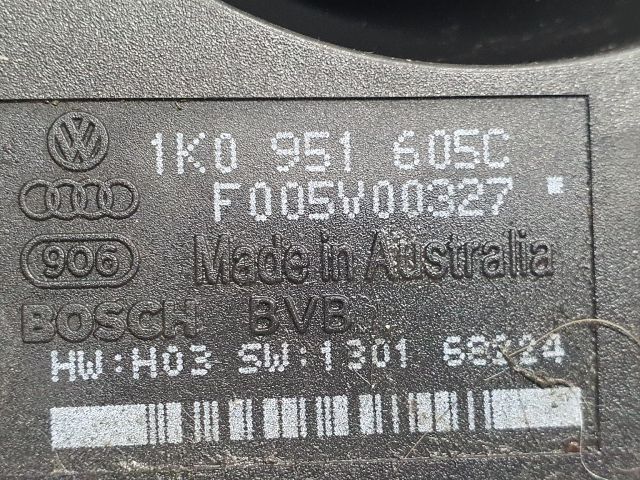 1K0 951 605C
F005V00327
906 Made in Australia
BOSCH BVB
HW:H03 SW:1301